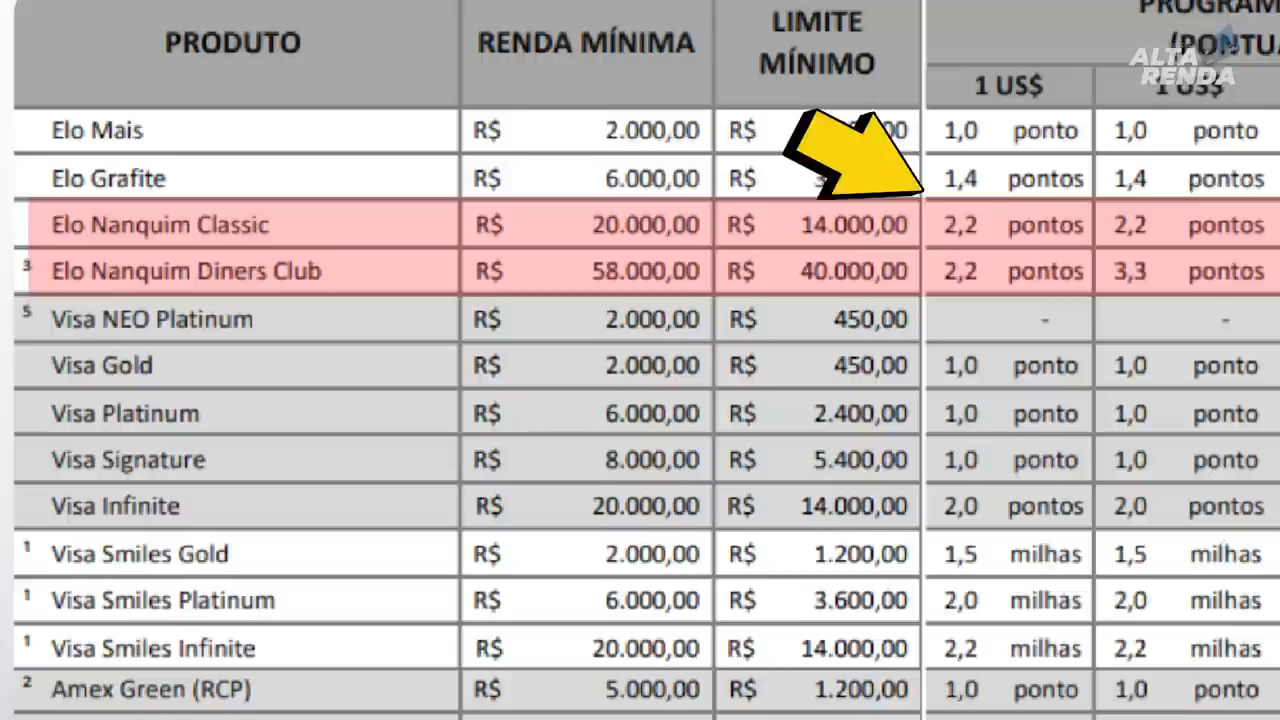 PRODUTO RENDA MÍNIMA LIMITE MÍNIMO
(PONTUA
ALTA RENDA
1 US$ 1 US$
Elo Mais R$ 2.000,00 R$ 00 1,0 ponto 1,0 ponto
Elo Grafite R$ 6.000,00 R$ 1,4 pontos 1,4 pontos
Elo Nanquim Classic R$ 20.000,00 R$ 14.000,00 2,2 pontos 2,2 pontos
3 Elo Nanquim Diners Club R$ 58.000,00 R$ 40.000,00 2,2 pontos 3,3 pontos
5 Visa NEO Platinum R$ 2.000,00 R$ 450,00 - -
Visa Gold R$ 2.000,00 R$ 450,00 1,0 ponto 1,0 ponto
Visa Platinum R$ 6.000,00 R$ 2.400,00 1,0 ponto 1,0 ponto
Visa Signature R$ 8.000,00 R$ 5.400,00 1,0 ponto 1,0 ponto
Visa Infinite R$ 20.000,00 R$ 14.000,00 2,0 pontos 2,0 pontos
1 Visa Smiles Gold R$ 2.000,00 R$ 1.200,00 1,5 milhas 1,5 milhas
1 Visa Smiles Platinum R$ 6.000,00 R$ 3.600,00 2,0 milhas 2,0 milhas
1 Visa Smiles Infinite R$ 20.000,00 R$ 14.000,00 2,2 milhas 2,2 milhas
2 Amex Green (RCP) R$ 5.000,00 R$ 1.200,00 1,0 ponto 1,0 ponto